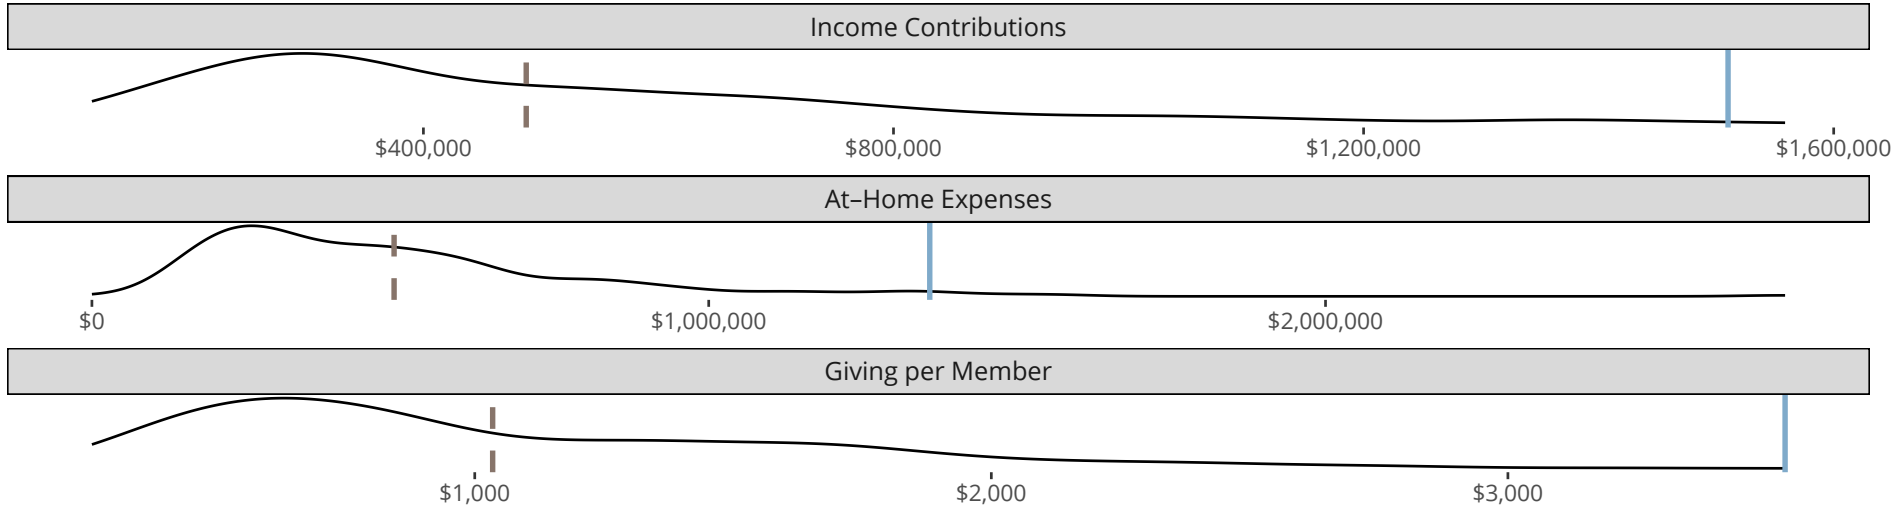 Income Contributions
$400,000 $800,000 $1,200,000 $1,600,000
At–Home Expenses
$0 $1,000,000 $2,000,000
Giving per Member
$1,000 $2,000 $3,000